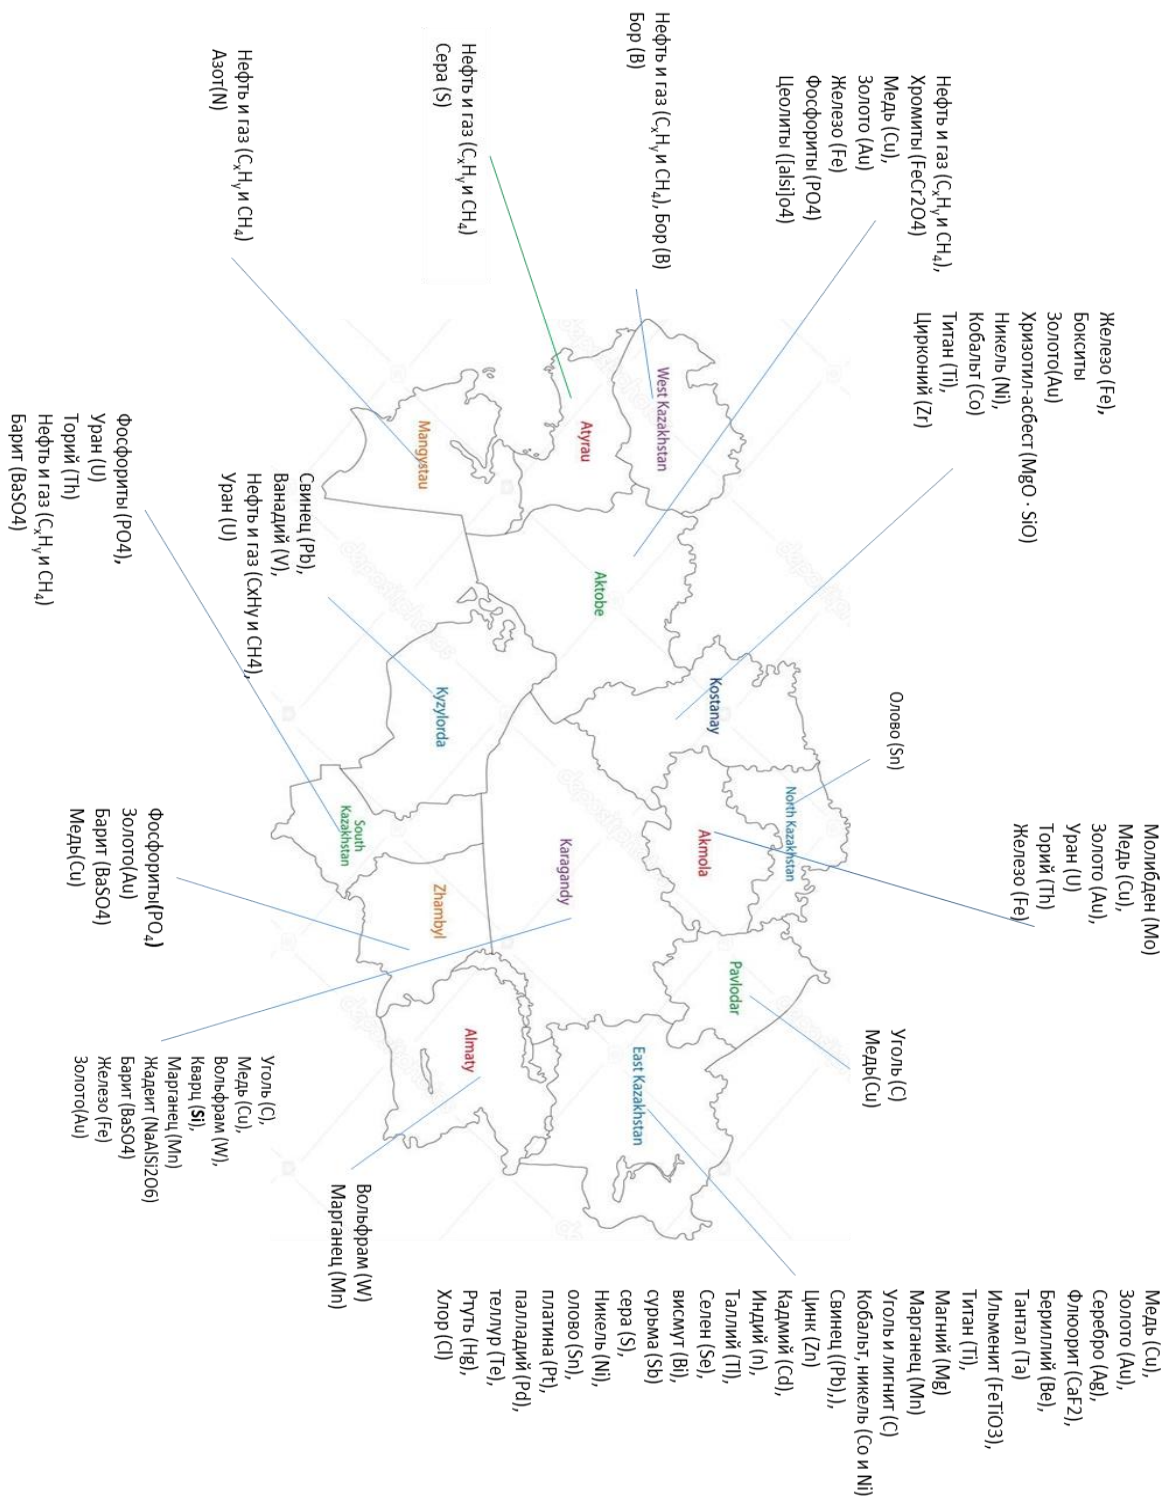 Нефть и газ (CxHy и CH4), Бор (B)
Бор (B)
Нефть и газ (CxHy и CH4),
Хромиты (FeCr2O4)
Медь (Cu),
Золото (Au)
Железо (Fe)
Фосфориты (PO4)
Цеолиты ([alsi]o4)
Железо (Fe),
Бокситы
Золото(Au)
Хризотил-асбест (MgO · SiO)
Никель (Ni),
Кобальт (Co)
Титан (Ti),
Цирконий (Zr)
Олово (Sn)
Молибден (Mo)
Медь (Cu),
Золото (Au),
Уран (U)
Торий (Th)
Железо (Fe)
Уголь (C)
Медь(Cu)
Медь (Cu),
Золото (Au),
Серебро (Ag),
Флюорит (CaF2),
Бериллий (Be),
Тантал (Ta)
Ильменит (FeTiO3),
Титан (Ti),
Магний (Mg)
Марганец (Mn)
Уголь и лигнит (C)
Кобальт, никель (Co и Ni)
Свинец ((Pb),),
Цинк (Zn)
Кадмий (Cd),
Индий (n),
Таллий (Tl),
Селен (Se),
висмут (Bi),
сурьма (Sb)
сера (S),
Никель (Ni),
олово (Sn),
платина (Pt),
палладий (Pd),
теллур (Te),
Ртуть (Hg),
Хлор (Cl)
Нефть и газ (CxHy и CH4)
Сера (S)
Нефть и газ (CxHy и CH4)
Азот(N)
West Kazakhstan
Atyrau
Mangystau
Aktobe
Kostanay
North Kazakhstan
Akmola
Pavlodar
Karagandy
East Kazakhstan
Kyzylorda
South
Kazakhstan
Zhambyl
Almaty
Свинец (Pb),
Ванадий (V),
Нефть и газ (CxHy и CH4),
Уран (U)
Фосфориты (PO4),
Уран (U)
Торий (Th)
Нефть и газ (CxHy и CH4)
Барит (BaSO4)
Фосфориты(PO4)
Золото(Au)
Барит (BaSO4)
Медь(Cu)
Уголь (C),
Медь (Cu),
Вольфрам (W),
Кварц (Si),
Марганец (Mn)
Жадеит (NaAlSi2O6)
Барит (BaSO4)
Железо (Fe)
Золото(Au)
Вольфрам (W)
Марганец (Mn)